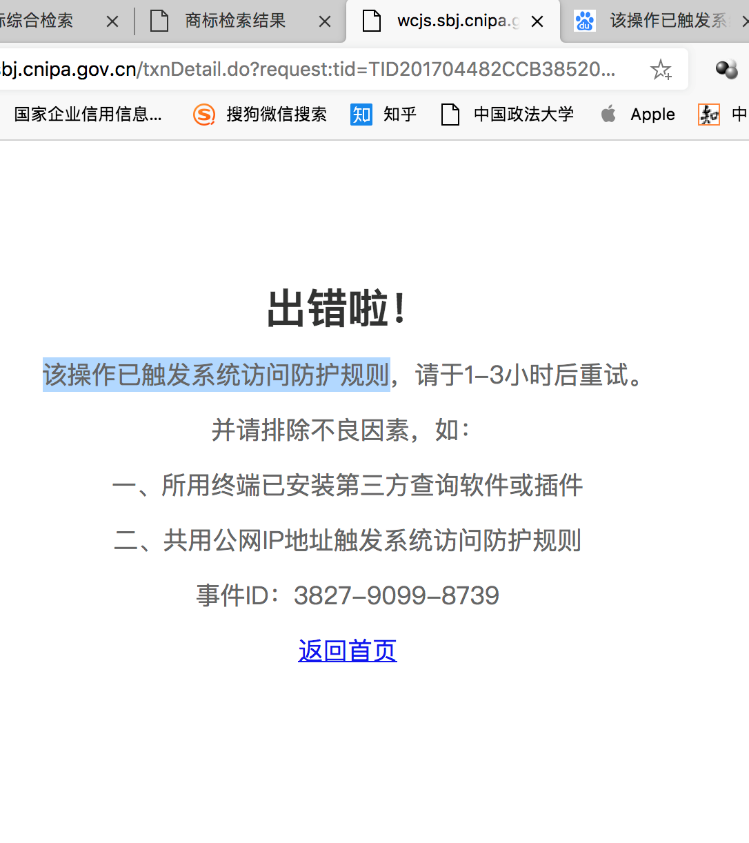 标综合检索
商标检索结果
wcjs.sbj.cnipa.g
该操作已触发系
sbj.cnipa.gov.cn/txnDetail.do?request:tid=TID201704482CCB38520...
国家企业信用信息...
搜狗微信搜索
知
知乎
中国政法大学
Apple
知
中
出错啦！
该操作已触发系统访问防护规则，请于1-3小时后重试。
并请排除不良因素，如：
一、所用终端已安装第三方查询软件或插件
二、共用公网IP地址触发系统访问防护规则
事件ID：3827-9099-8739
返回首页